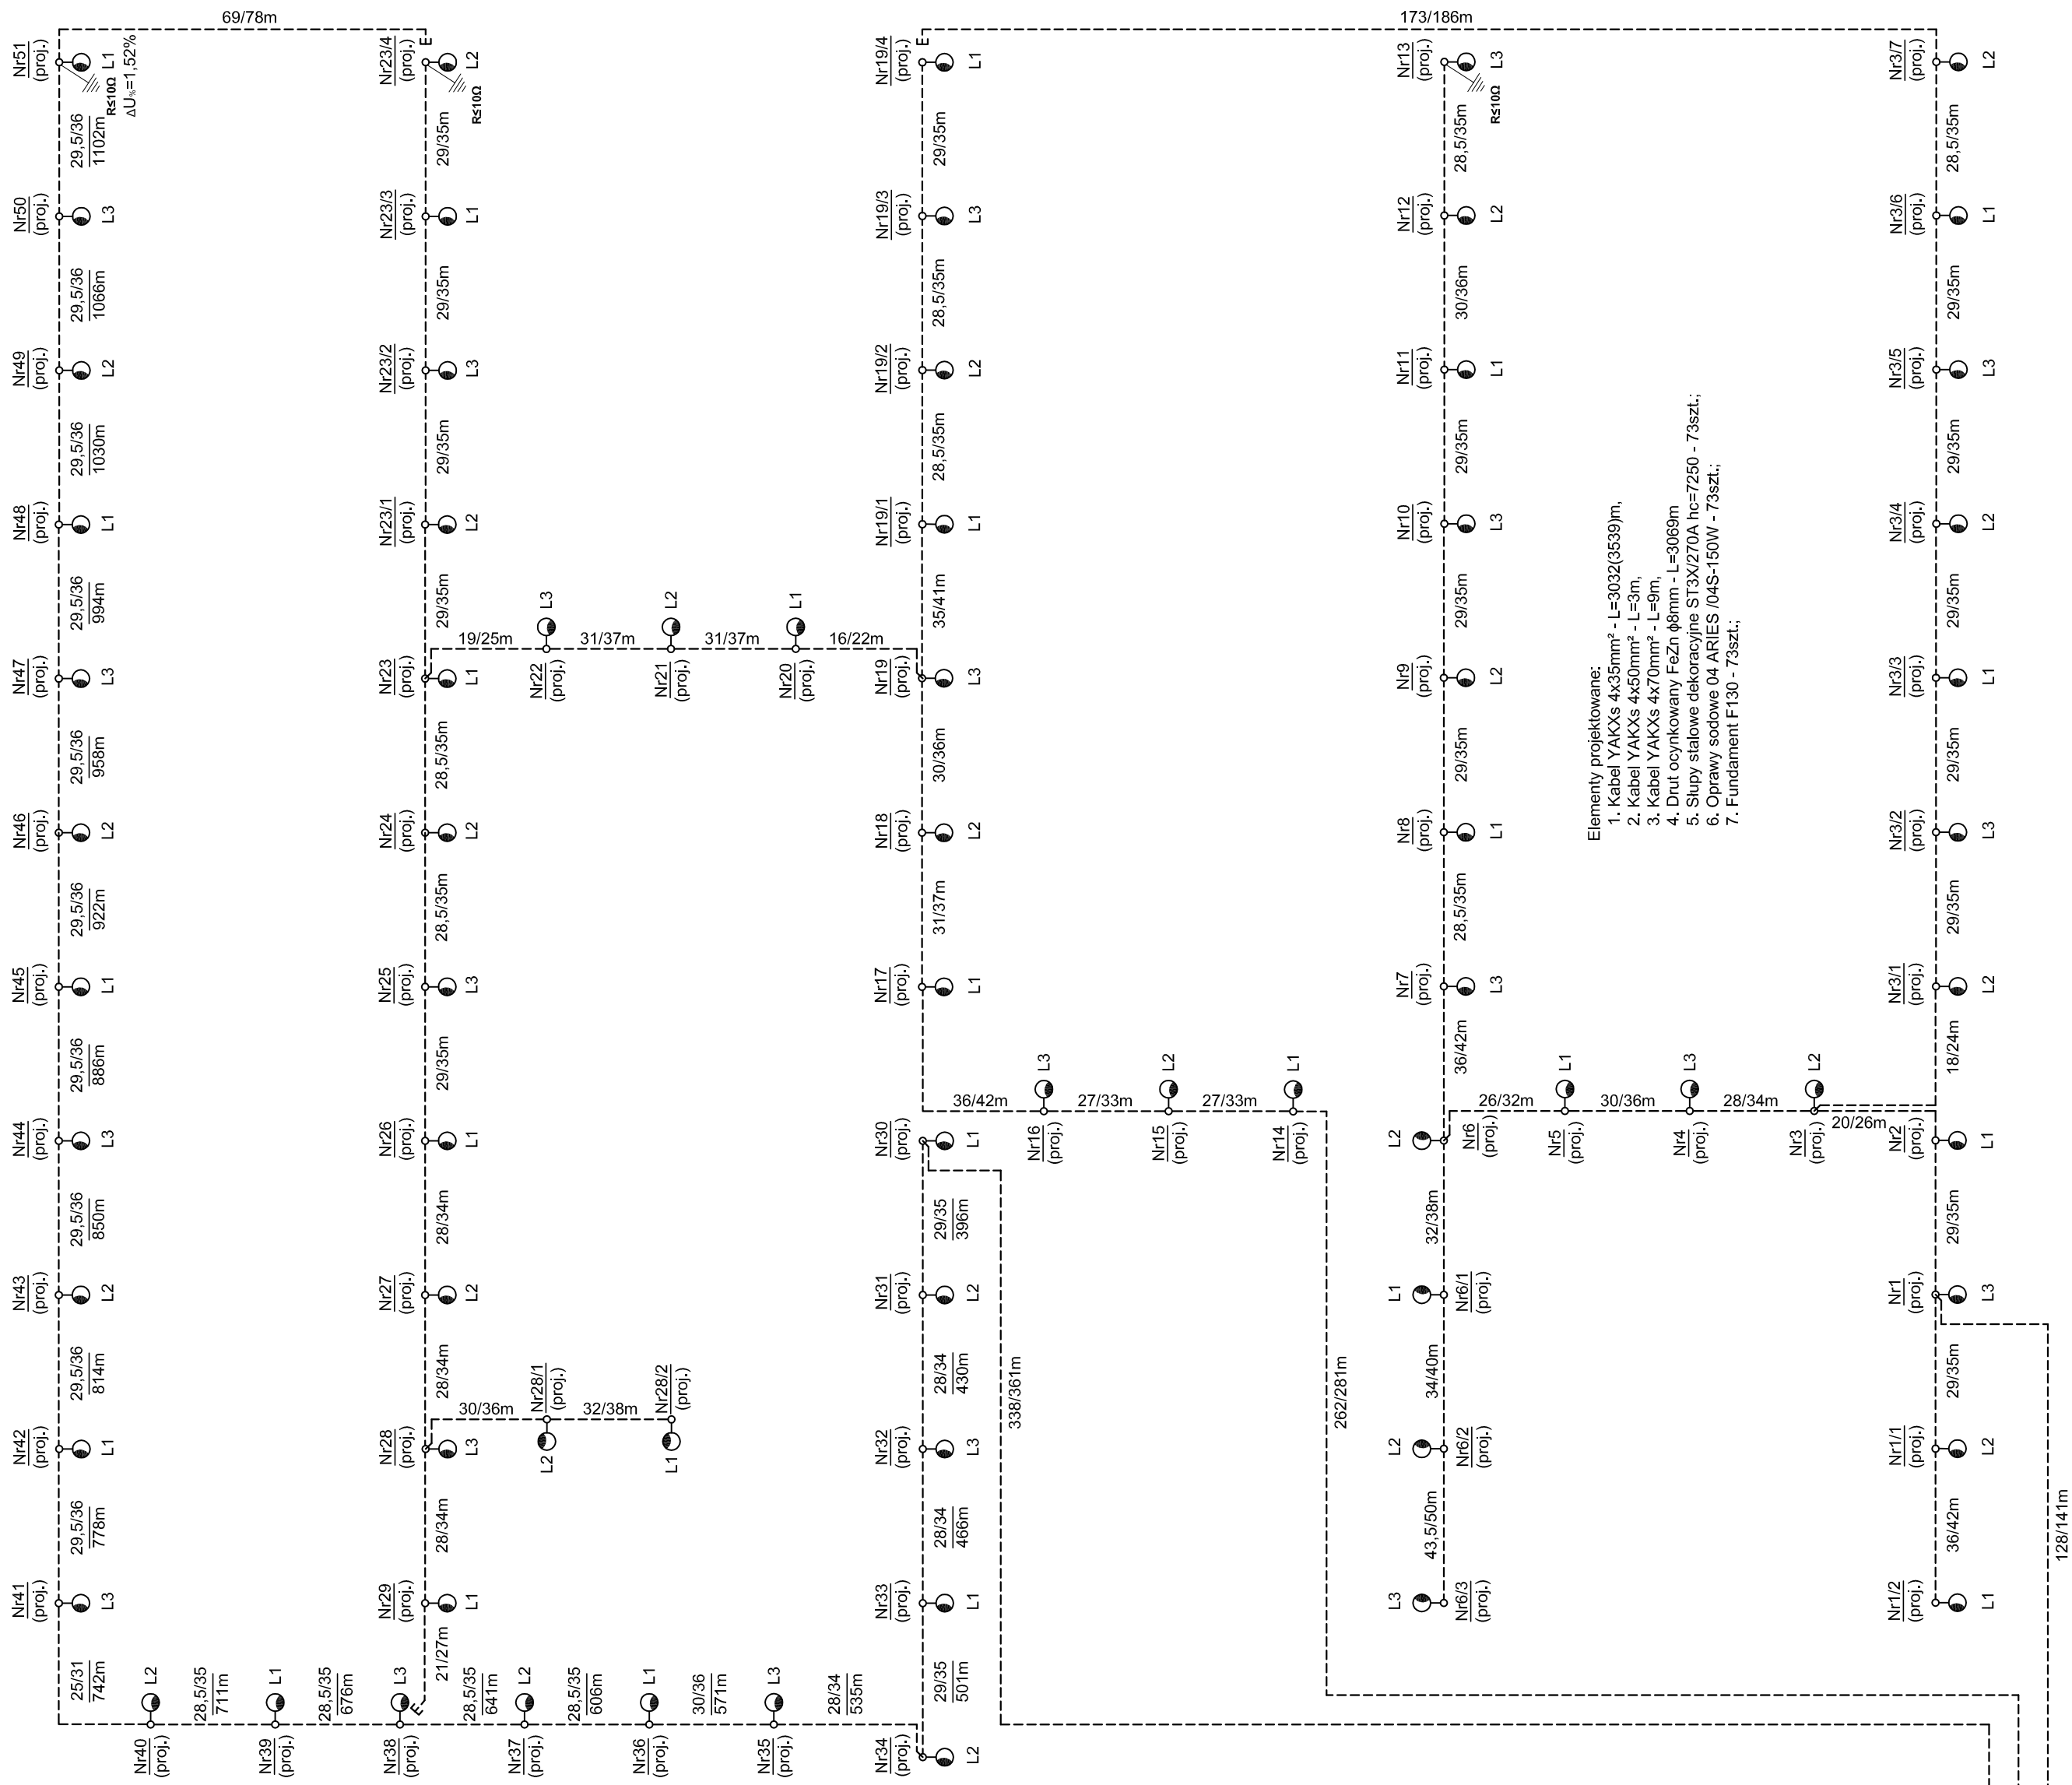 69/78m
173/186m
Nr51
(proj.)
L1
R≤10Ω
ΔU%=1,52%
29,5/36
1102m
Nr50
(proj.)
L3
29,5/36
1066m
Nr49
(proj.)
L2
29,5/36
1030m
Nr48
(proj.)
L1
29,5/36
994m
Nr47
(proj.)
L3
29,5/36
958m
Nr46
(proj.)
L2
29,5/36
922m
Nr45
(proj.)
L1
29,5/36
886m
Nr44
(proj.)
L3
29,5/36
850m
Nr43
(proj.)
L2
29,5/36
814m
Nr42
(proj.)
L1
29,5/36
778m
Nr41
(proj.)
L3
25/31
742m
Nr40
(proj.)
L2
28,5/35
711m
Nr39
(proj.)
L1
28,5/35
676m
Nr38
(proj.)
L3
E
28,5/35
641m
Nr37
(proj.)
L2
28,5/35
606m
Nr36
(proj.)
L1
30/36
571m
Nr35
(proj.)
L3
28/34
535m
Nr34
(proj.)
L2
Nr23/4
(proj.)
E
L2
R≤10Ω
29/35m
Nr23/3
(proj.)
L1
29/35m
Nr23/2
(proj.)
L3
29/35m
Nr23/1
(proj.)
L2
29/35m
Nr23
(proj.)
L1
28,5/35m
Nr24
(proj.)
L2
28,5/35m
Nr25
(proj.)
L3
29/35m
Nr26
(proj.)
L1
28/34m
Nr27
(proj.)
L2
28/34m
Nr28
(proj.)
L3
28/34m
Nr29
(proj.)
L1
21/27m
30/36m
Nr28/1
(proj.)
L2
32/38m
Nr28/2
(proj.)
L1
19/25m
L3
Nr22
(proj.)
31/37m
L2
Nr21
(proj.)
31/37m
L1
Nr20
(proj.)
16/22m
Nr19/4
(proj.)
E
L1
29/35m
Nr19/3
(proj.)
L3
28,5/35m
Nr19/2
(proj.)
L2
28,5/35m
Nr19/1
(proj.)
L1
35/41m
Nr19
(proj.)
L3
30/36m
Nr18
(proj.)
L2
31/37m
Nr17
(proj.)
L1
36/42m
L3
Nr16
(proj.)
27/33m
L2
Nr15
(proj.)
27/33m
L1
Nr14
(proj.)
Nr30
(proj.)
L1
29/35
396m
Nr31
(proj.)
L2
28/34
430m
Nr32
(proj.)
L3
28/34
466m
Nr33
(proj.)
L1
29/35
501m
338/361m
262/281m
Nr13
(proj.)
L3
R≤10Ω
28,5/35m
Nr12
(proj.)
L2
30/36m
Nr11
(proj.)
L1
29/35m
Nr10
(proj.)
L3
29/35m
Nr9
(proj.)
L2
29/35m
Nr8
(proj.)
L1
28,5/35m
Nr7
(proj.)
L3
36/42m
L2
Nr6
(proj.)
32/38m
L1
Nr6/1
(proj.)
34/40m
L2
Nr6/2
(proj.)
43,5/50m
L3
Nr6/3
(proj.)
26/32m
L1
Nr5
(proj.)
30/36m
L3
Nr4
(proj.)
28/34m
L2
Nr3
(proj.)
20/26m
Elementy projektowane:
1. Kabel YAKXs 4x35mm² - L=3032(3539)m,
2. Kabel YAKXs 4x50mm² - L=3m,
3. Kabel YAKXs 4x70mm² - L=9m,
4. Drut ocynkowany FeZn ϕ8mm - L=3069m
5. Słupy stalowe dekoracyjne ST3X/270A hc=7250 - 73szt.;
6. Oprawy sodowe 04 ARIES /04S-150W - 73szt.;
7. Fundament F130 - 73szt.;
Nr3/7
(proj.)
L2
28,5/35m
Nr3/6
(proj.)
L1
29/35m
Nr3/5
(proj.)
L3
29/35m
Nr3/4
(proj.)
L2
29/35m
Nr3/3
(proj.)
L1
29/35m
Nr3/2
(proj.)
L3
29/35m
Nr3/1
(proj.)
L2
18/24m
Nr2
(proj.)
L1
29/35m
Nr1
(proj.)
L3
29/35m
Nr1/1
(proj.)
L2
36/42m
Nr1/2
(proj.)
L1
128/141m